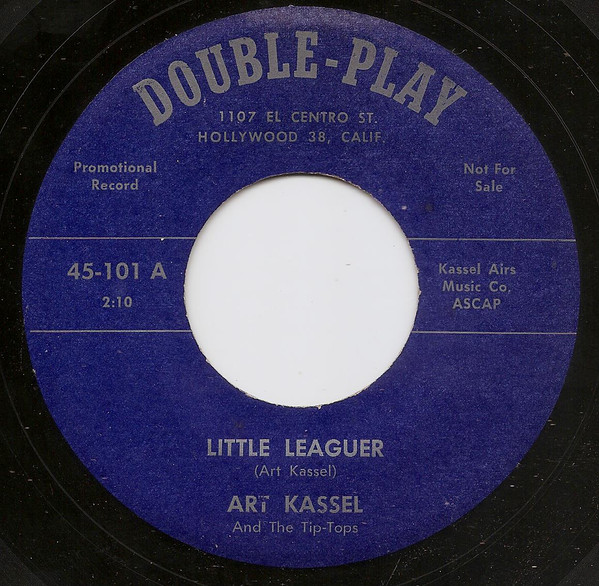 DOUBLE-PLAY
1107 EL CENTRO ST.
HOLLYWOOD 38, CALIF.
Promotional
Record
Not For
Sale
45-101 A
2:10
Kassel Airs
Music Co.
ASCAP
LITTLE LEAGUER
(Art Kassel)
ART KASSEL
And The Tip-Tops